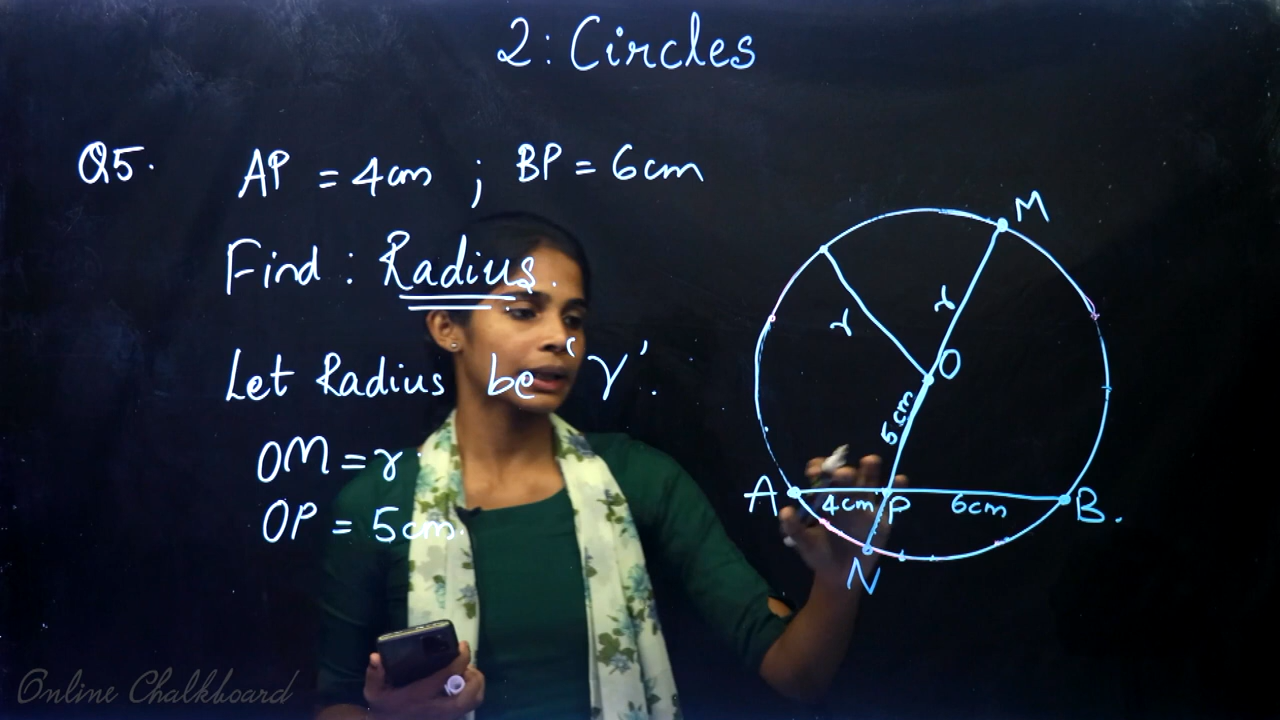 2: Circles
Q5. AP = 4cm ; BP = 6cm
Find : Radius.
Let Radius be 'r'.
OM = r
OP = 5cm.
M
r
r
O
5cm
A
4cm
P
6cm
B.
N
Online Chalkboard